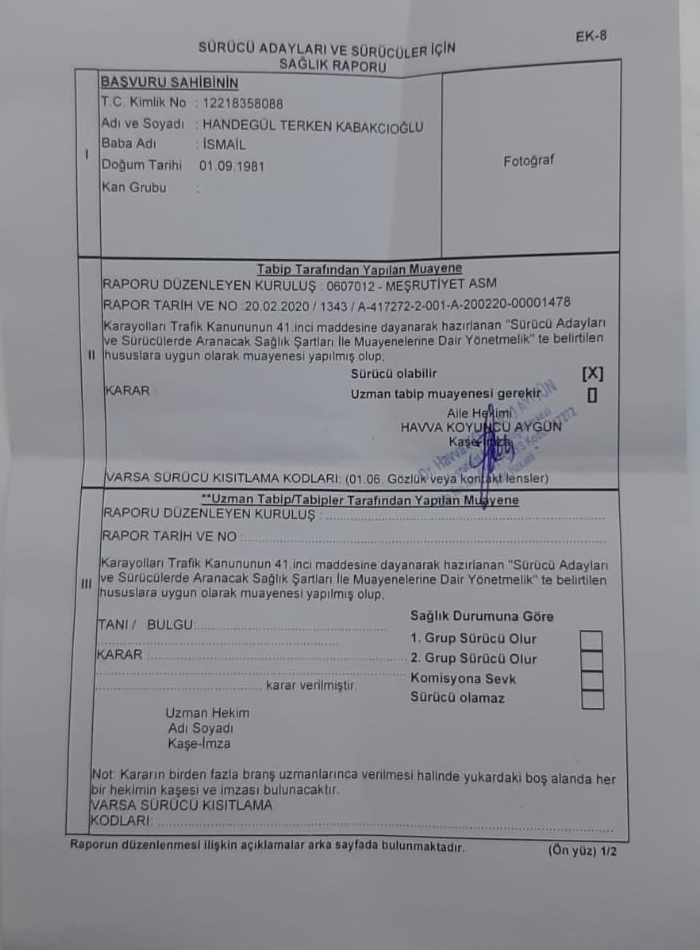 EK-8
SÜRÜCÜ ADAYLARI VE SÜRÜCÜLER İÇİN
SAĞLIK RAPORU
I
BAŞVURU SAHİBİNİN
T.C. Kimlik No : 12218358088
Adı ve Soyadı : HANDEGÜL TERKEN KABAKCIOĞLU
Baba Adı : İSMAİL
Doğum Tarihi 01.09.1981
Kan Grubu :
Fotoğraf
II
Tabip Tarafından Yapılan Muayene
RAPORU DÜZENLEYEN KURULUŞ : 0607012 - MEŞRUTİYET ASM
RAPOR TARİH VE NO :20.02.2020 / 1343 / A-417272-2-001-A-200220-00001478
Karayolları Trafik Kanununun 41.inci maddesine dayanarak hazırlanan "Sürücü Adayları
ve Sürücülerde Aranacak Sağlık Şartları İle Muayenelerine Dair Yönetmelik" te belirtilen
hususlara uygun olarak muayenesi yapılmış olup;
Sürücü olabilir [X]
KARAR : Uzman tabip muayenesi gerekir []
Aile Hekimi
HAVVA KOYUNCU AYGÜN
Kaşe-İmza
VARSA SÜRÜCÜ KISITLAMA KODLARI: (01.06. Gözlük veya kontakt lensler)
III
**Uzman Tabip/Tabipler Tarafından Yapılan Muayene
RAPORU DÜZENLEYEN KURULUŞ :
RAPOR TARİH VE NO :
Karayolları Trafik Kanununun 41.inci maddesine dayanarak hazırlanan "Sürücü Adayları
ve Sürücülerde Aranacak Sağlık Şartları İle Muayenelerine Dair Yönetmelik" te belirtilen
hususlara uygun olarak muayenesi yapılmış olup;
Sağlık Durumuna Göre
TANI / BULGU:
1. Grup Sürücü Olur
KARAR :
2. Grup Sürücü Olur
Komisyona Sevk
karar verilmiştir.
Sürücü olamaz
Uzman Hekim
Adı Soyadı
Kaşe-İmza
Not: Kararın birden fazla branş uzmanlarınca verilmesi halinde yukardaki boş alanda her
bir hekimin kaşesi ve imzası bulunacaktır.
VARSA SÜRÜCÜ KISITLAMA
KODLARI:
Raporun düzenlenmesi ilişkin açıklamalar arka sayfada bulunmaktadır.
(Ön yüz) 1/2